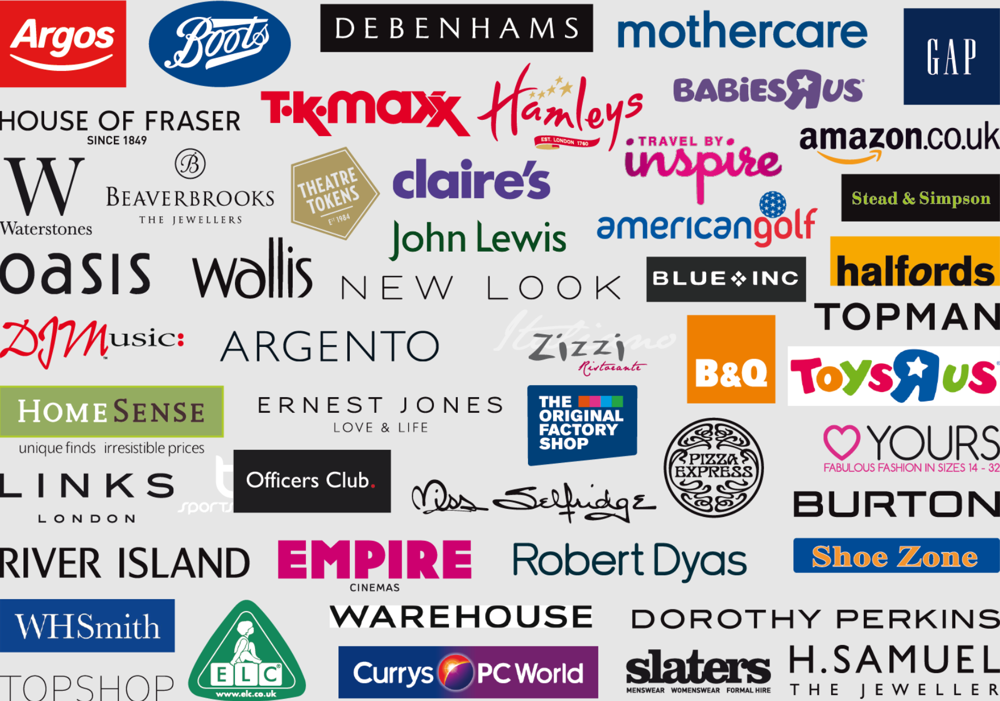 Argos
Boots
DEBENHAMS
mothercare
GAP
HOUSE OF FRASER
SINCE 1849
T·K·maxx
Hamleys
EST. LONDON 1760
BABiES R US
amazon.co.uk
W
Waterstones
B
BEAVERBROOKS
THE JEWELLERS
THEATRE
TOKENS
EST 1984
claire's
TRAVEL BY
inspire
Stead & Simpson
John Lewis
americangolf
halfords
oasis
wallis
NEW LOOK
BLUE INC
TOPMAN
DJMusic:
™
ARGENTO
Italiano
Zizzi
Ristorante
B&Q
TOYS R US
HOMESENSE
unique finds irresistible prices
ERNEST JONES
LOVE & LIFE
THE
ORIGINAL
FACTORY
SHOP
PIZZA
EXPRESS
YOURS
FABULOUS FASHION IN SIZES 14 - 32
LINKS
LONDON
sports
Officers Club.
Miss Selfridge
BURTON
RIVER ISLAND
EMPIRE
CINEMAS
Robert Dyas
Shoe Zone
WHSmith
ELC®
www.elc.co.uk
WAREHOUSE
DOROTHY PERKINS
TOPSHOP
Currys PC World
slaters
MENSWEAR WOMENSWEAR FORMAL HIRE
H.SAMUEL
THE JEWELLER